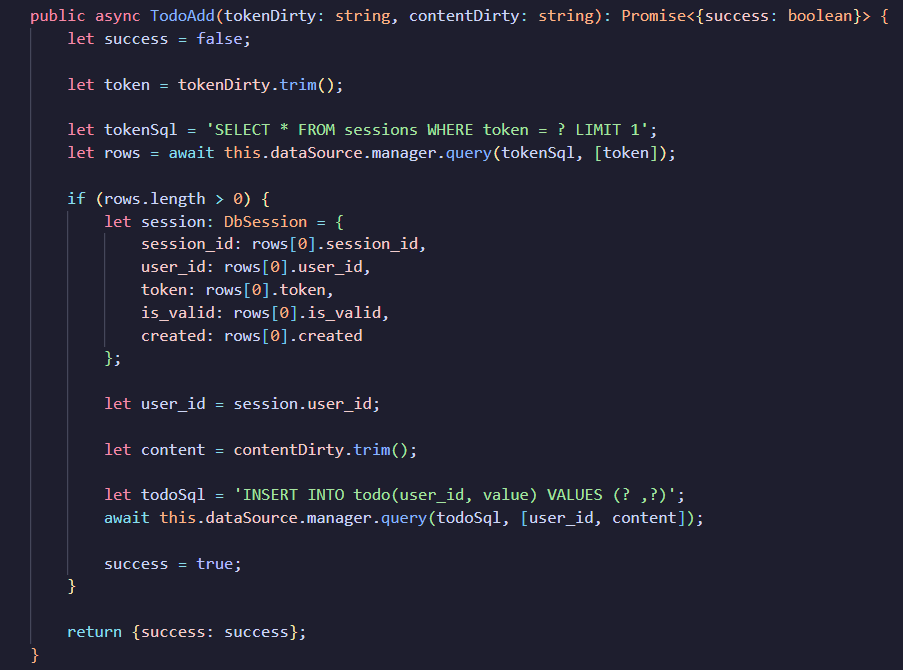 public async TodoAdd(tokenDirty: string, contentDirty: string): Promise<{success: boolean}> {
let success = false;
let token = tokenDirty.trim();
let tokenSql = 'SELECT * FROM sessions WHERE token = ? LIMIT 1';
let rows = await this.dataSource.manager.query(tokenSql, [token]);
if (rows.length > 0) {
let session: DbSession = {
session_id: rows[0].session_id,
user_id: rows[0].user_id,
token: rows[0].token,
is_valid: rows[0].is_valid,
created: rows[0].created
};
let user_id = session.user_id;
let content = contentDirty.trim();
let todoSql = 'INSERT INTO todo(user_id, value) VALUES (? ,?)';
await this.dataSource.manager.query(todoSql, [user_id, content]);
success = true;
}
return {success: success};
}